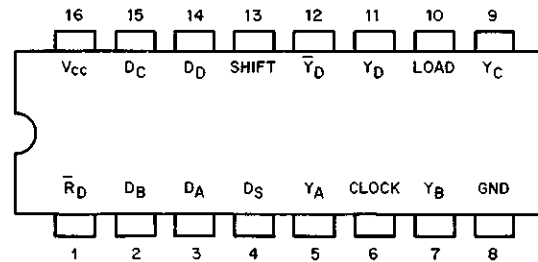 16 15 14 13 12 11 10 9
VCC DC DD SHIFT Y̅D YD LOAD YC
R̅D DB DA DS YA CLOCK YB GND
1 2 3 4 5 6 7 8